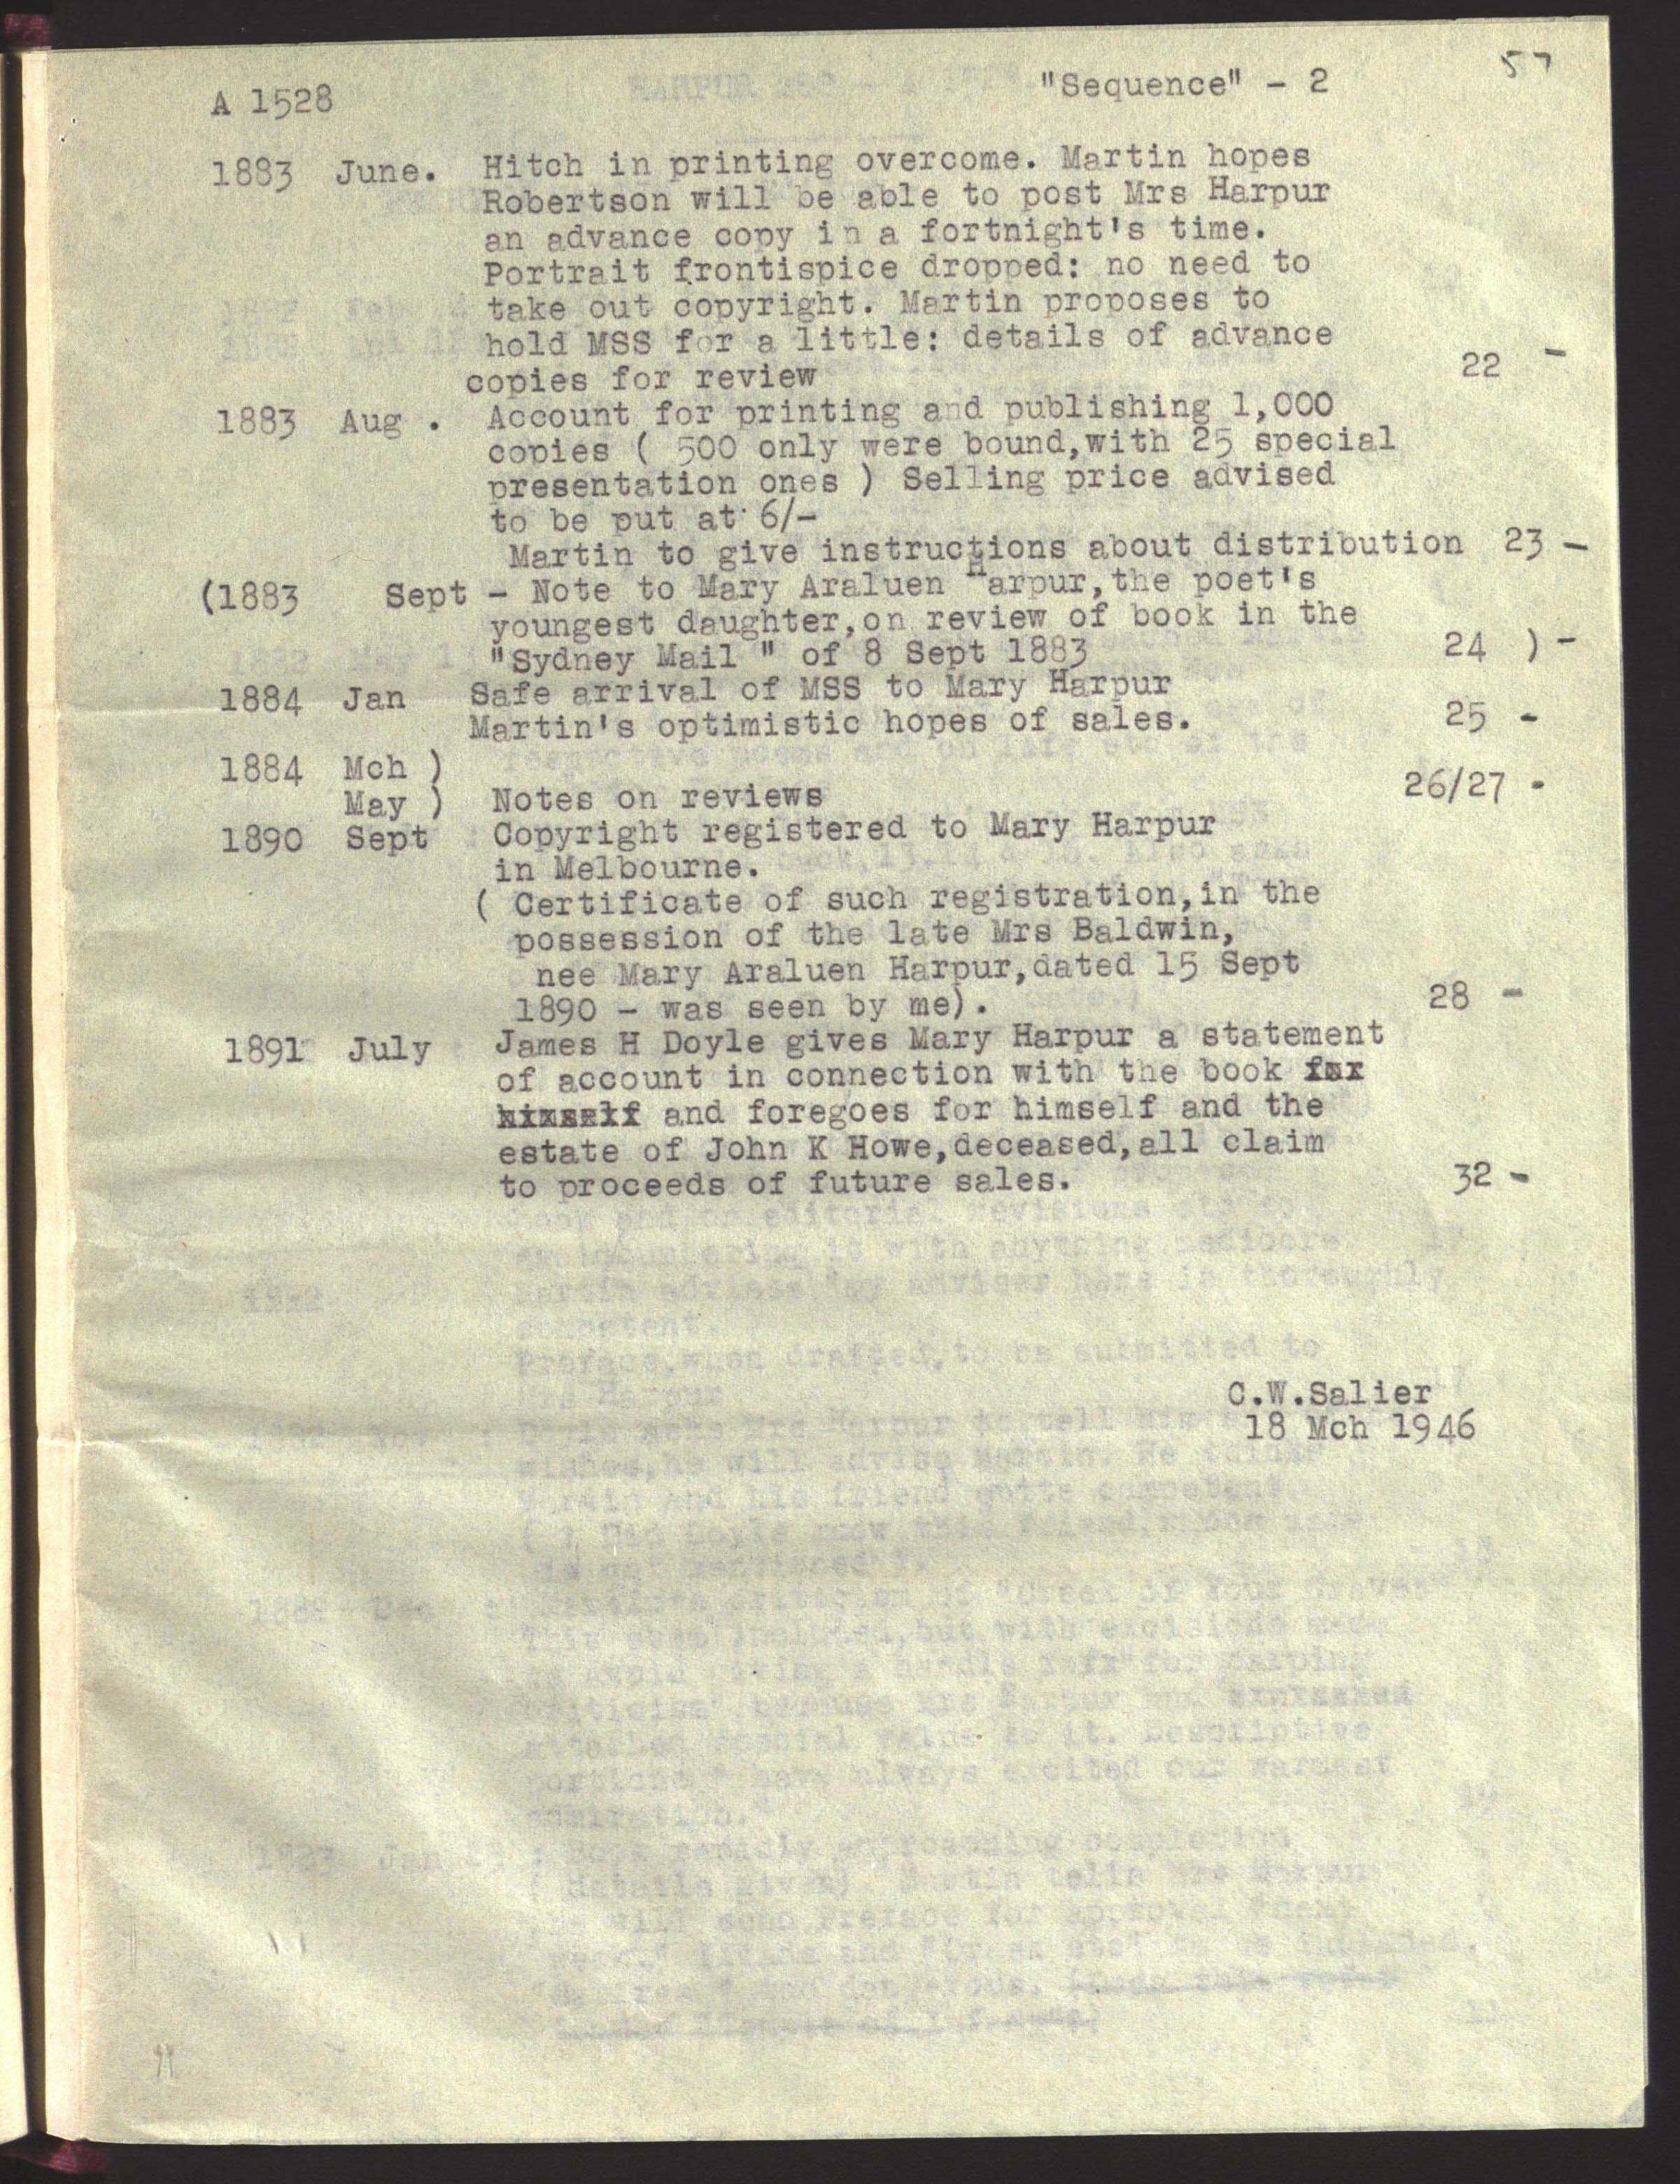 57
A 1528 "Sequence" - 2
1883 June. Hitch in printing overcome. Martin hopes
Robertson will be able to post Mrs Harpur
an advance copy in a fortnight's time.
Portrait frontispice dropped: no need to
take out copyright. Martin proposes to
hold MSS for a little: details of advance
copies for review 22 -
1883 Aug . Account for printing and publishing 1,000
copies ( 500 only were bound,with 25 special
presentation ones ) Selling price advised
to be put at 6/-
Martin to give instructions about distribution 23 -
(1883 Sept - Note to Mary Araluen Harpur,the poet's
youngest daughter,on review of book in the
"Sydney Mail " of 8 Sept 1883 24 ) -
1884 Jan Safe arrival of MSS to Mary Harpur
Martin's optimistic hopes of sales. 25 -
1884 Mch )
May ) Notes on reviews 26/27 -
1890 Sept Copyright registered to Mary Harpur
in Melbourne.
( Certificate of such registration,in the
possession of the late Mrs Baldwin,
nee Mary Araluen Harpur,dated 15 Sept
1890 - was seen by me). 28 -
1891 July James H Doyle gives Mary Harpur a statement
of account in connection with the book for
himself and foregoes for himself and the
estate of John K Howe,deceased,all claim
to proceeds of future sales. 32 -
C.W.Salier
18 Mch 1946